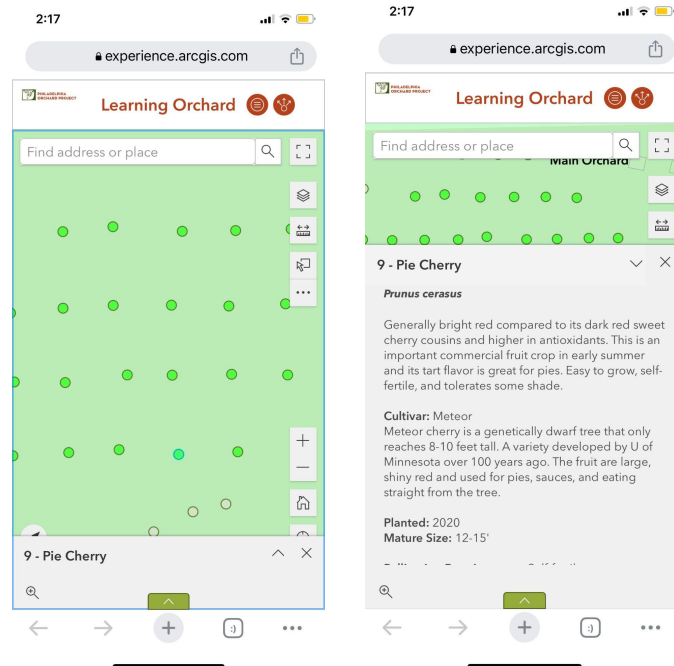 2:17
experience.arcgis.com
PHILADELPHIA
ORCHARD PROJECT
Learning Orchard
Find address or place
9 - Pie Cherry
:)
2:17
experience.arcgis.com
PHILADELPHIA
ORCHARD PROJECT
Learning Orchard
Find address or place
Main Orchard
9 - Pie Cherry
Prunus cerasus
Generally bright red compared to its dark red sweet
cherry cousins and higher in antioxidants. This is an
important commercial fruit crop in early summer
and its tart flavor is great for pies. Easy to grow, self-
fertile, and tolerates some shade.
Cultivar: Meteor
Meteor cherry is a genetically dwarf tree that only
reaches 8-10 feet tall. A variety developed by U of
Minnesota over 100 years ago. The fruit are large,
shiny red and used for pies, sauces, and eating
straight from the tree.
Planted: 2020
Mature Size: 12-15'
:)